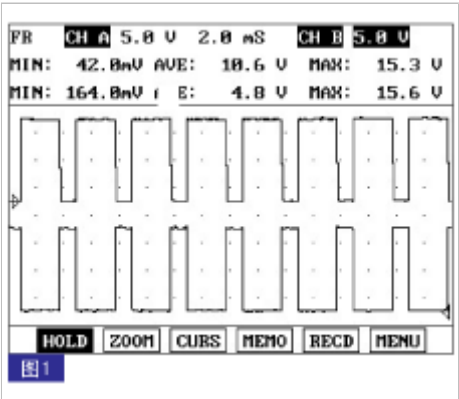 FR CH A 5.0 V 2.0 mS CH B 5.0 V
MIN: 42.0mV AVE: 10.6 V MAX: 15.3 V
MIN: 164.0mV E: 4.8 V MAX: 15.6 V
HOLD ZOOM CURS MEMO RECD MENU
图1